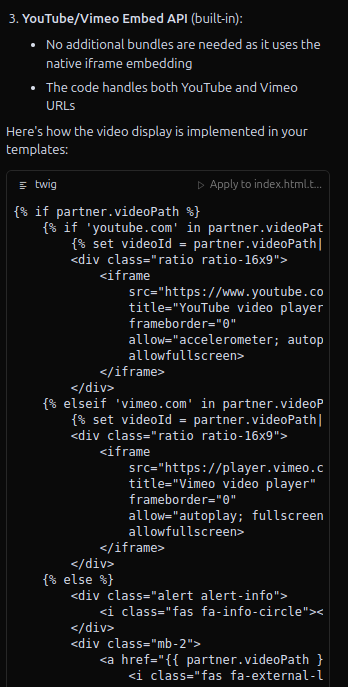 3. YouTube/Vimeo Embed API (built-in):
• No additional bundles are needed as it uses the
native iframe embedding
• The code handles both YouTube and Vimeo
URLs
Here's how the video display is implemented in your
templates:
twig
Apply to index.html.t...
{% if partner.videoPath %}
{% if 'youtube.com' in partner.videoPat
{% set videoId = partner.videoPath|
<div class="ratio ratio-16x9">
<iframe
src="https://www.youtube.co
title="YouTube video player
frameborder="0"
allow="accelerometer; autop
allowfullscreen>
</iframe>
</div>
{% elseif 'vimeo.com' in partner.videoP
{% set videoId = partner.videoPath|
<div class="ratio ratio-16x9">
<iframe
src="https://player.vimeo.c
title="Vimeo video player"
frameborder="0"
allow="autoplay; fullscreen
allowfullscreen>
</iframe>
</div>
{% else %}
<div class="alert alert-info">
<i class="fas fa-info-circle"><
</div>
<div class="mb-2">
<a href="{{ partner.videoPath }
<i class="fas fa-external-l